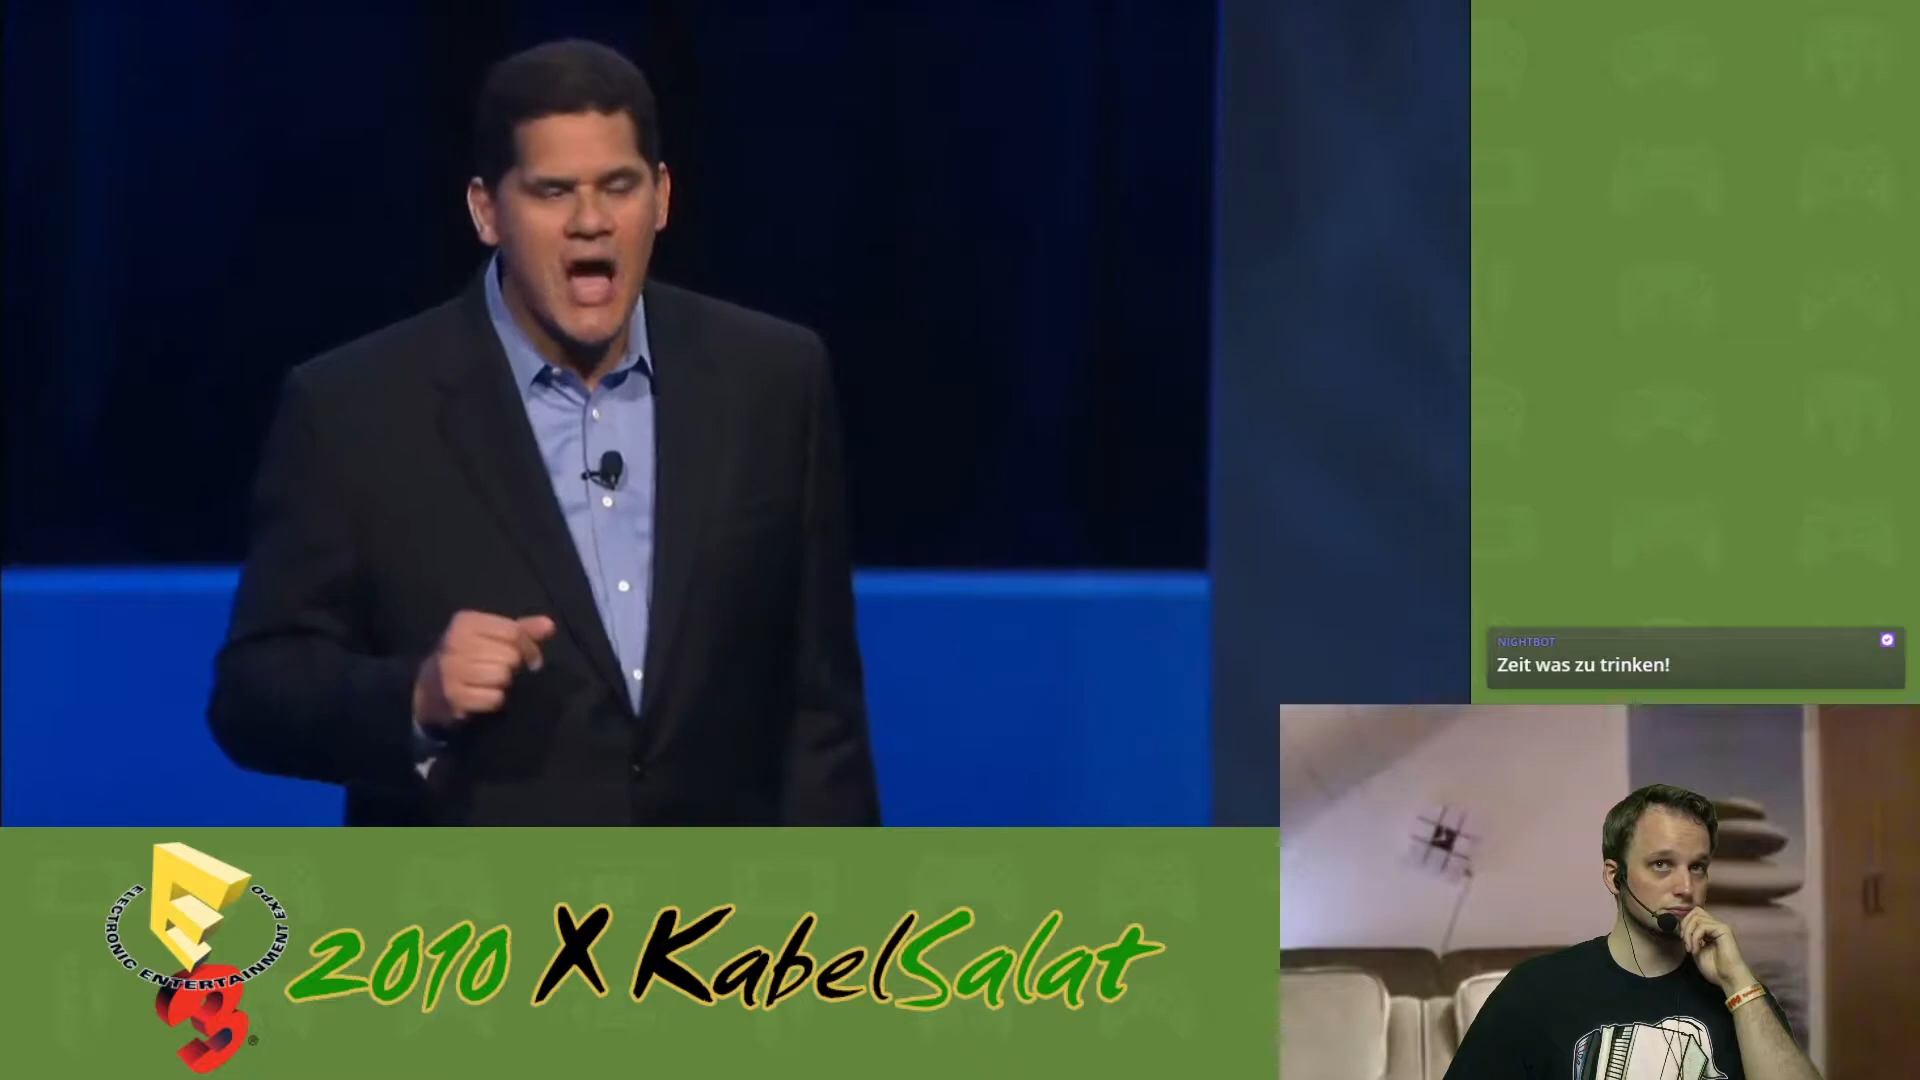 NIGHTBOT
Zeit was zu trinken!
E3
ELECTRONIC ENTERTAINMENT EXPO
®
2010 X KabelSalat